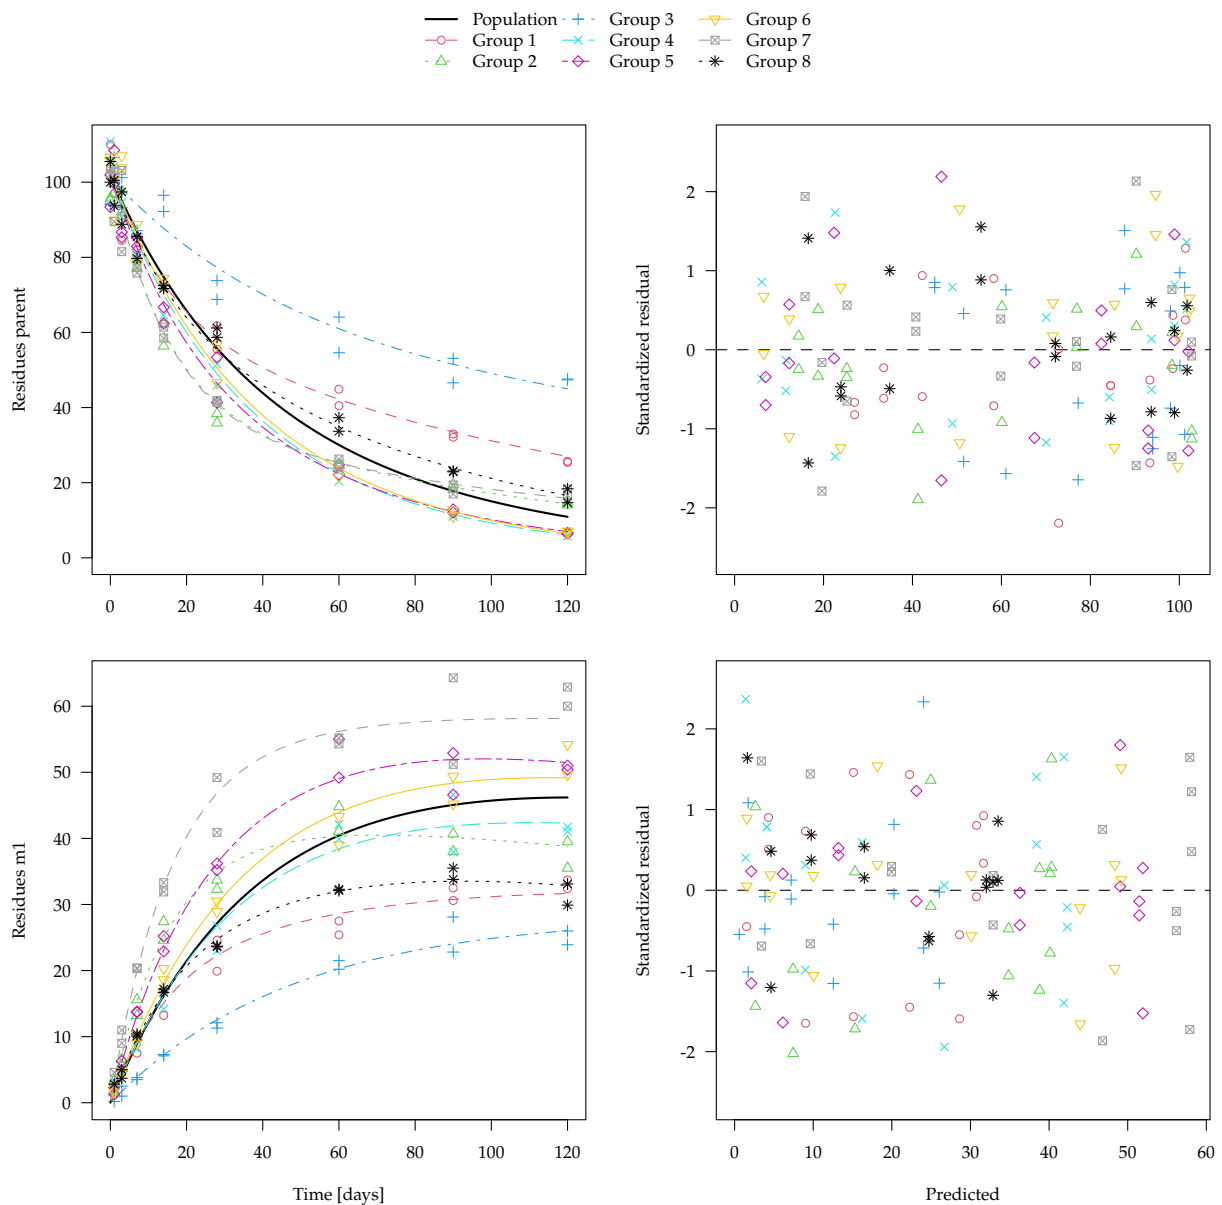 Population Group 3 Group 6
Group 1 Group 4 Group 7
Group 2 Group 5 Group 8
Residues parent
100
80
60
40
20
0
0 20 40 60 80 100 120
Standardized residual
2
1
0
-1
-2
0 20 40 60 80 100
Residues m1
60
50
40
30
20
10
0
0 20 40 60 80 100 120
Time [days]
Standardized residual
2
1
0
-1
-2
0 10 20 30 40 50 60
Predicted